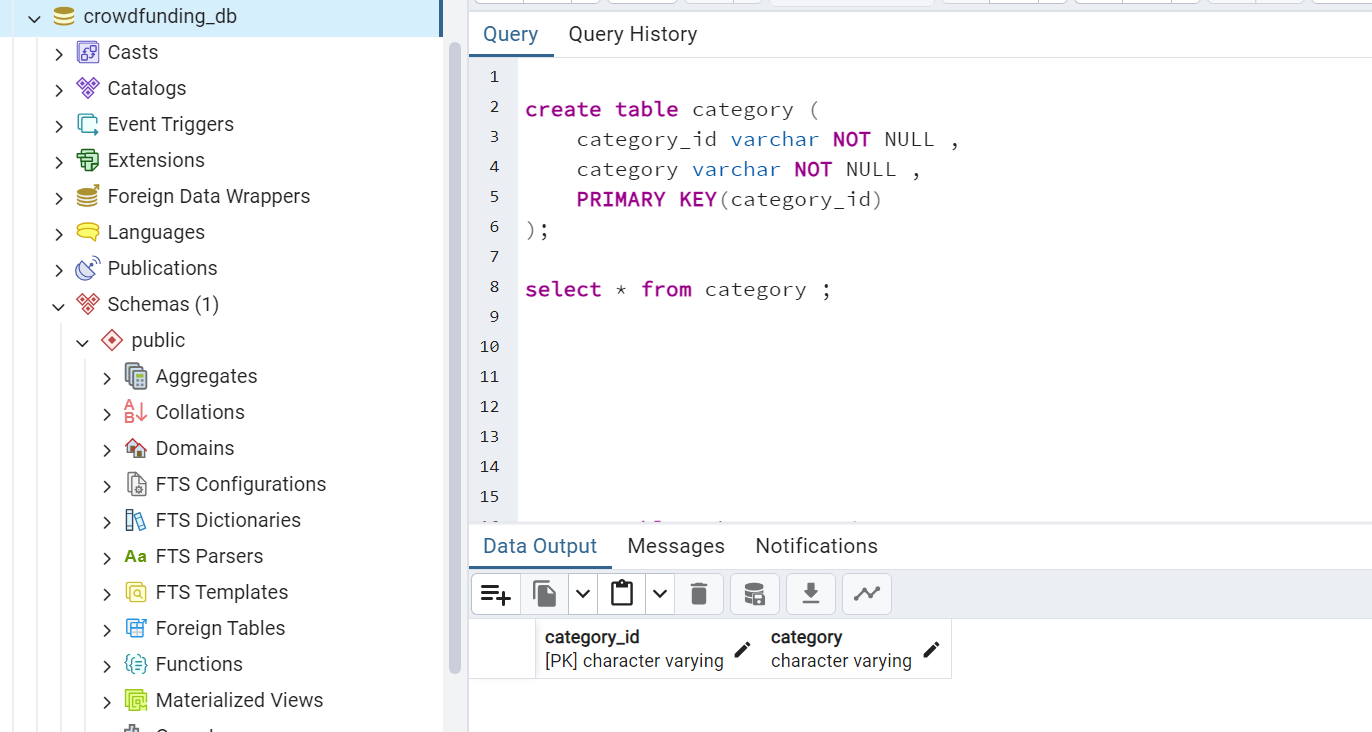 crowdfunding_db
Casts
Catalogs
Event Triggers
Extensions
Foreign Data Wrappers
Languages
Publications
Schemas (1)
public
Aggregates
A
B
Collations
Domains
FTS Configurations
FTS Dictionaries
Aa FTS Parsers
FTS Templates
Foreign Tables
Functions
Materialized Views
Query Query History
1
2 create table category (
3 category_id varchar NOT NULL ,
4 category varchar NOT NULL ,
5 PRIMARY KEY(category_id)
6 );
7
8 select * from category ;
9
10
11
12
13
14
15
Data Output Messages Notifications
category_id category
[PK] character varying character varying